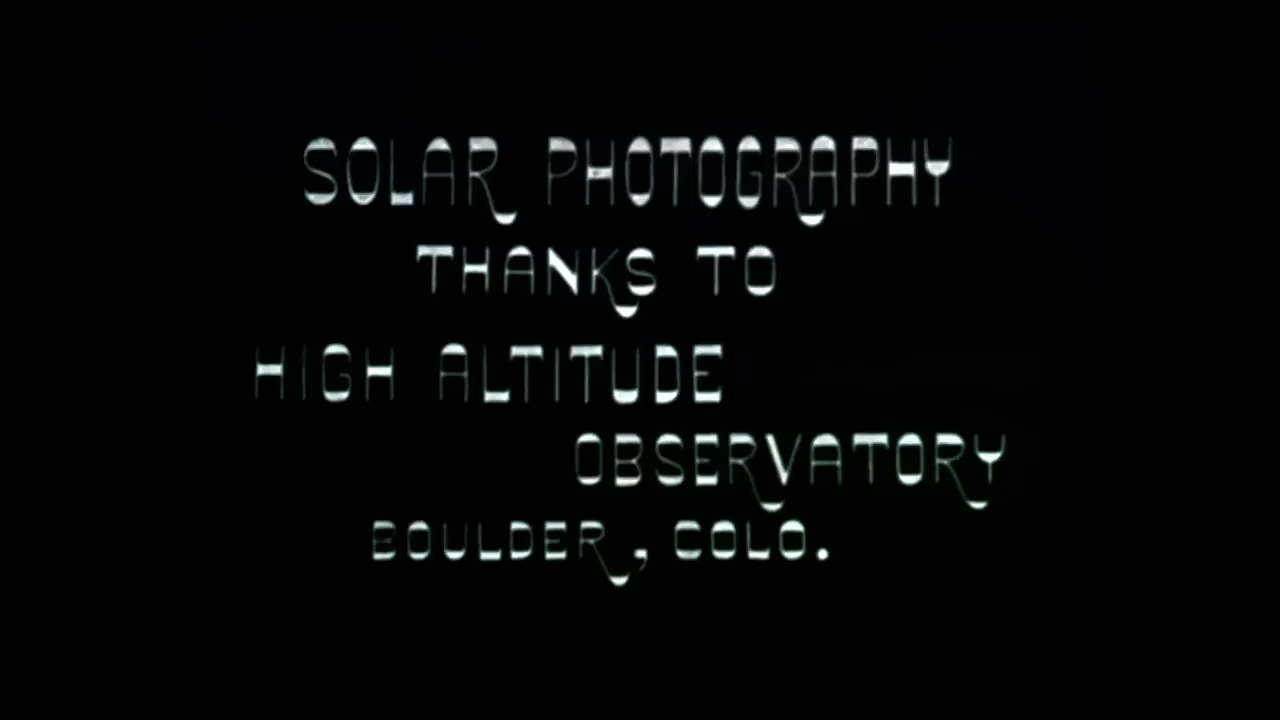 SOLAR PHOTOGRAPHY
THANKS TO
HIGH ALTITUDE
OBSERVATORY
BOULDER, COLO.